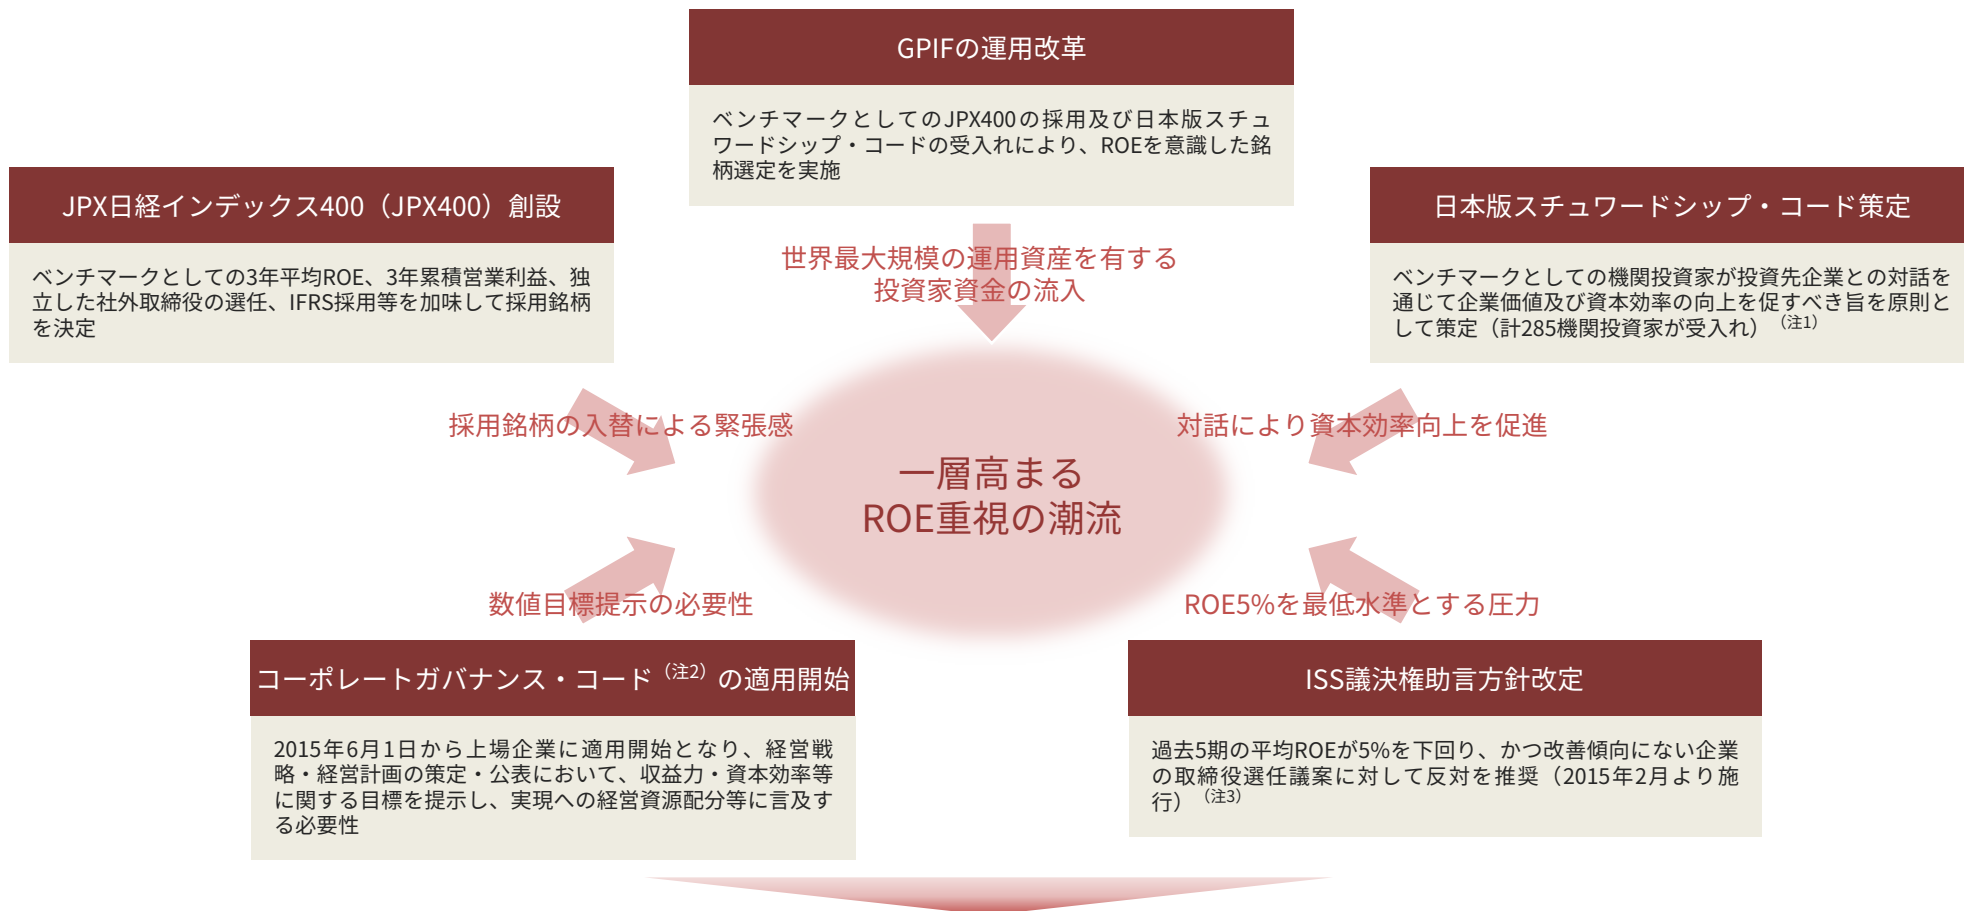 GPIFの運用改革
ベンチマークとしてのJPX400の採用及び日本版スチュ
ワードシップ・コードの受入れにより、ROEを意識した銘
柄選定を実施
JPX日経インデックス400（JPX400）創設
ベンチマークとしての3年平均ROE、3年累積営業利益、独
立した社外取締役の選任、IFRS採用等を加味して採用銘柄
を決定
日本版スチュワードシップ・コード策定
ベンチマークとしての機関投資家が投資先企業との対話を
通じて企業価値及び資本効率の向上を促すべき旨を原則と
して策定（計285機関投資家が受入れ）（注1）
世界最大規模の運用資産を有する
投資家資金の流入
採用銘柄の入替による緊張感
対話により資本効率向上を促進
一層高まる
ROE重視の潮流
数値目標提示の必要性
ROE5%を最低水準とする圧力
コーポレートガバナンス・コード（注2）の適用開始
2015年6月1日から上場企業に適用開始となり、経営戦
略・経営計画の策定・公表において、収益力・資本効率等
に関する目標を提示し、実現への経営資源配分等に言及す
る必要性
ISS議決権助言方針改定
過去5期の平均ROEが5%を下回り、かつ改善傾向にない企業
の取締役選任議案に対して反対を推奨（2015年2月より施
行）（注3）